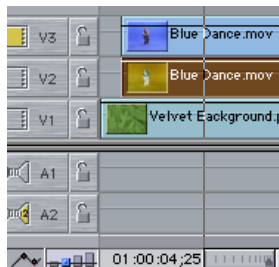 V3 Blue Dance.mov
V2 Blue Dance.mov
V1 Velvet Background.p
A1
A2
01:00:04;25